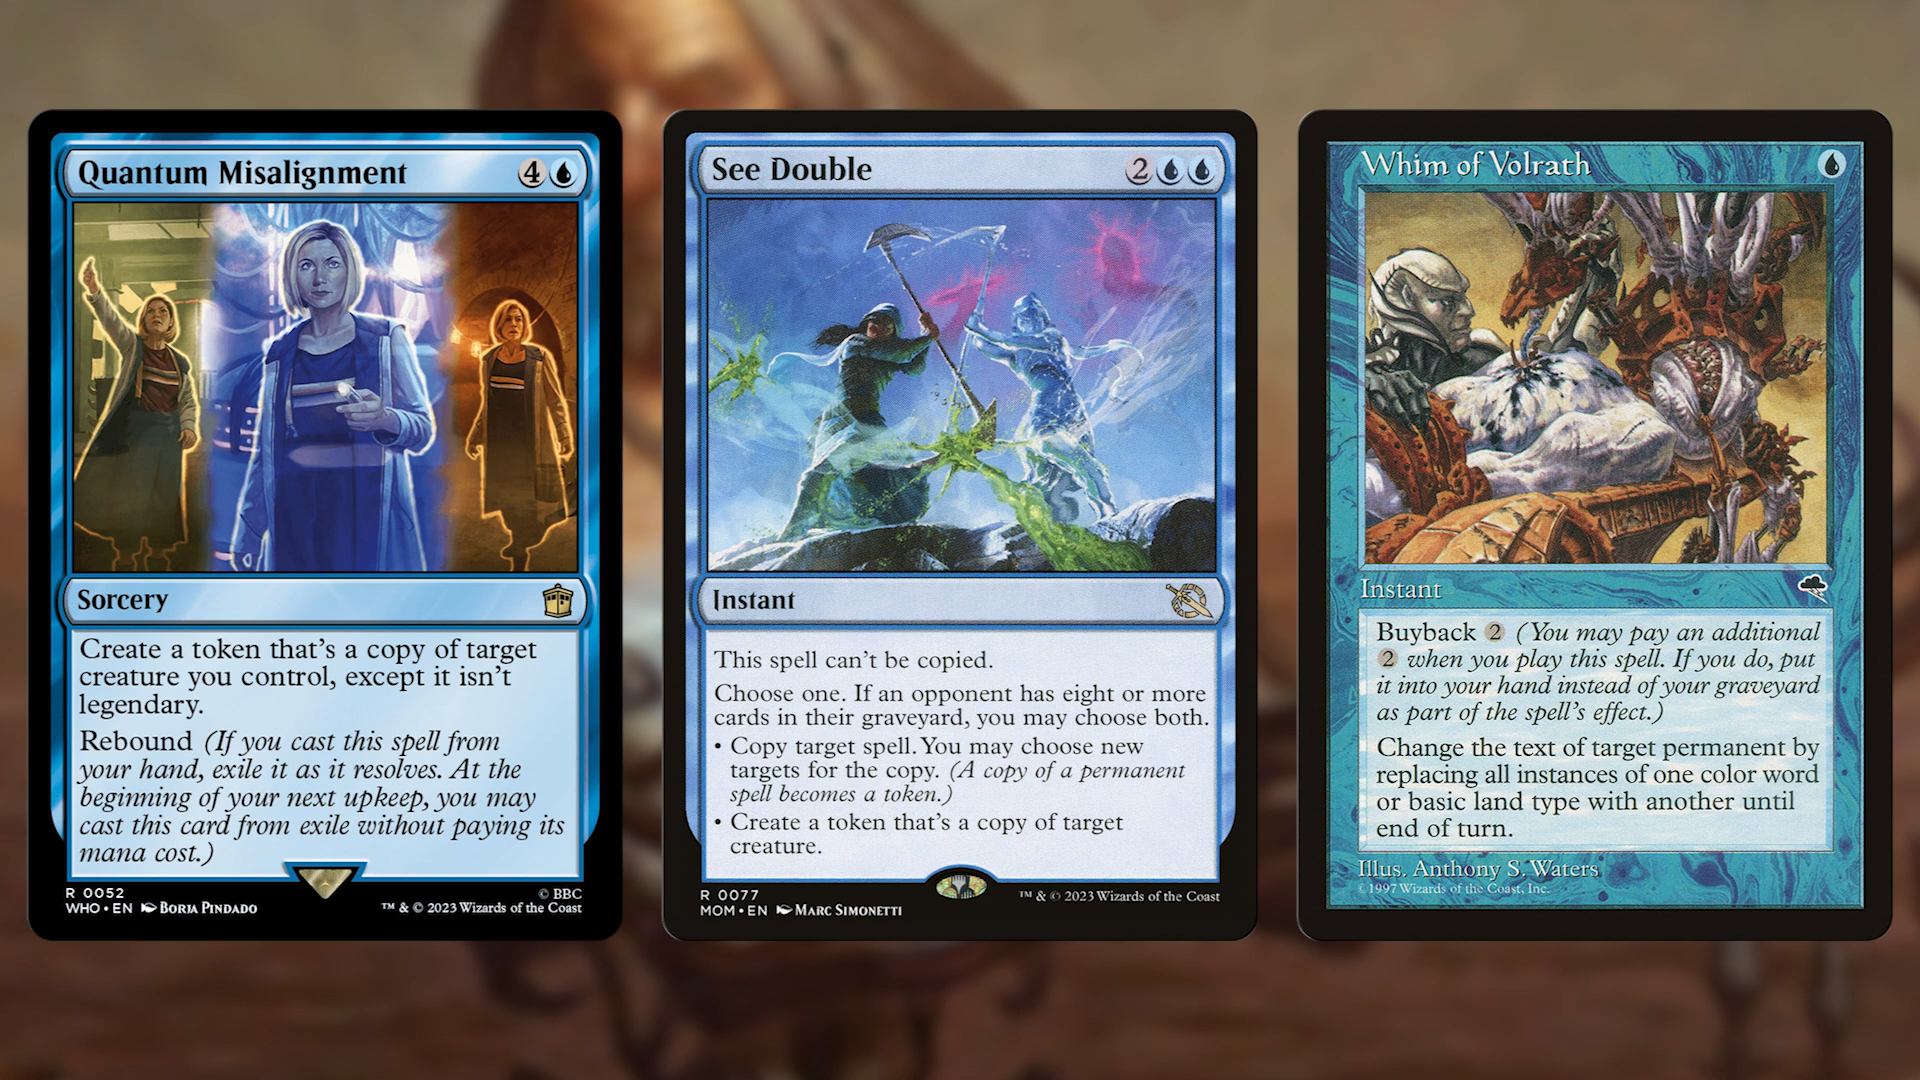 Quantum Misalignment 4
Sorcery
Create a token that's a copy of target
creature you control, except it isn't
legendary.
Rebound (If you cast this spell from
your hand, exile it as it resolves. At the
beginning of your next upkeep, you may
cast this card from exile without paying its
mana cost.)
R 0052
WHO • EN Borja Pindado
© BBC
™ & © 2023 Wizards of the Coast
See Double 2
Instant
This spell can't be copied.
Choose one. If an opponent has eight or more
cards in their graveyard, you may choose both.
• Copy target spell. You may choose new
targets for the copy. (A copy of a permanent
spell becomes a token.)
• Create a token that's a copy of target
creature.
R 0077
MOM • EN Marc Simonetti
™ & © 2023 Wizards of the Coast
Whim of Volrath
Instant
Buyback 2 (You may pay an additional
2 when you play this spell. If you do, put
it into your hand instead of your graveyard
as part of the spell's effect.)
Change the text of target permanent by
replacing all instances of one color word
or basic land type with another until
end of turn.
Illus. Anthony S. Waters
© 1997 Wizards of the Coast, Inc.